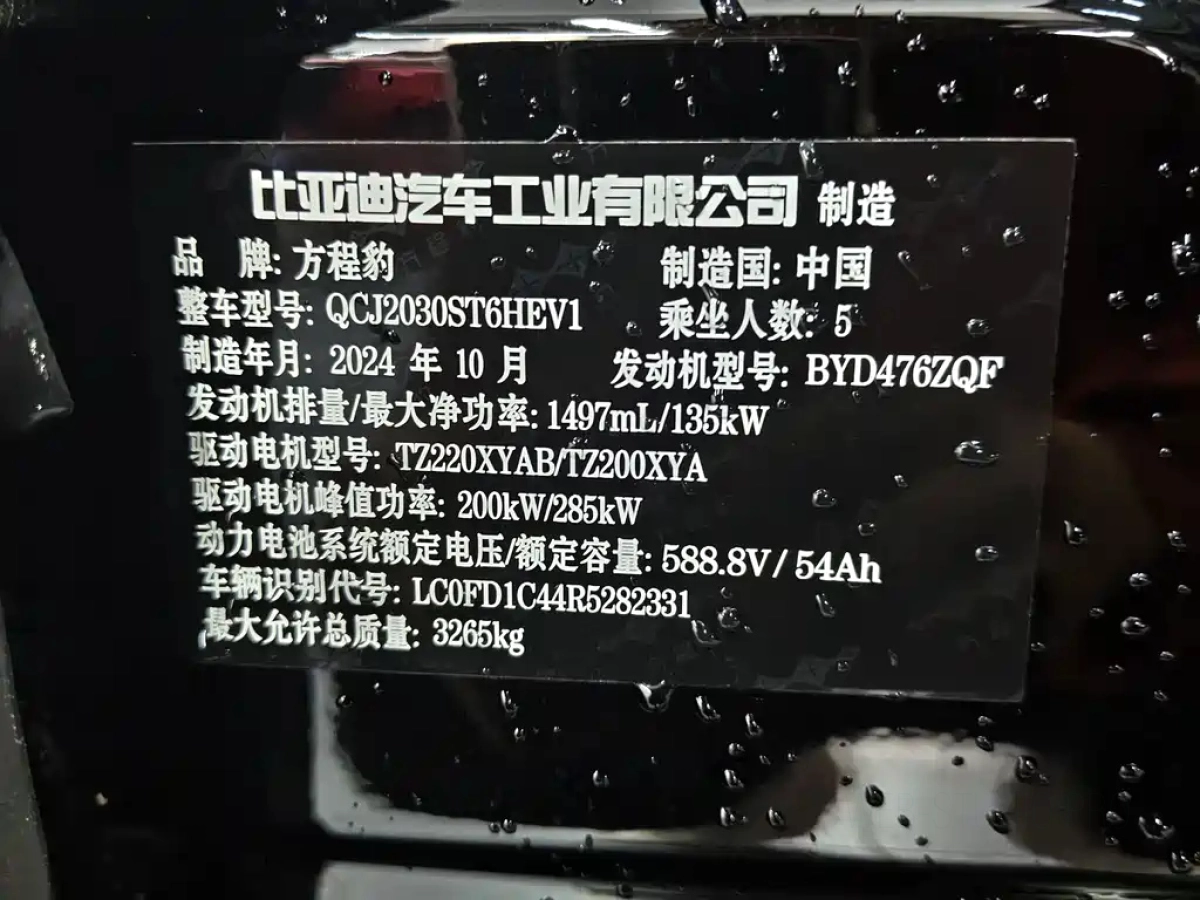 比亚迪汽车工业有限公司 制造
品 牌: 方程豹 制造国: 中国
整车型号: QCJ2030ST6HEV1 乘坐人数: 5
制造年月: 2024 年 10 月 发动机型号: BYD476ZQF
发动机排量/最大净功率: 1497mL/135kW
驱动电机型号: TZ220XYAB/TZ200XYA
驱动电机峰值功率: 200kW/285kW
动力电池系统额定电压/额定容量: 588.8V/54Ah
车辆识别代号: LC0FD1C44R5282331
最大允许总质量: 3265kg